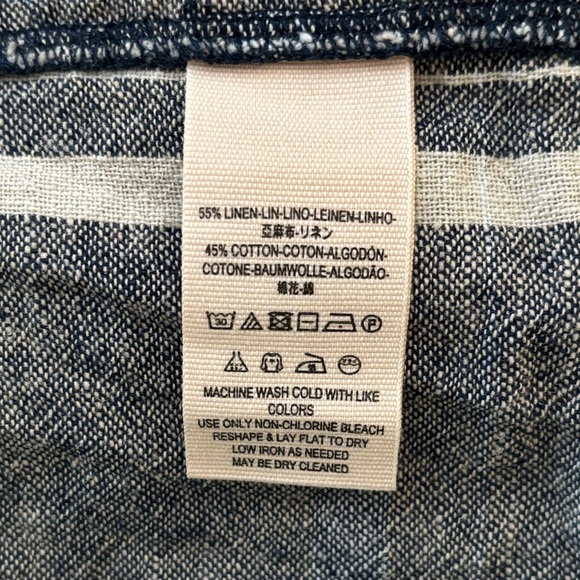 55% LINEN-LIN-LINO-LEINEN-LINHO-
亞麻布-リネン
45% COTTON-COTON-ALGODÓN-
COTONE-BAUMWOLLE-ALGODÃO-
棉花-綿
30 P
MACHINE WASH COLD WITH LIKE
COLORS
USE ONLY NON-CHLORINE BLEACH
RESHAPE & LAY FLAT TO DRY
LOW IRON AS NEEDED
MAY BE DRY CLEANED